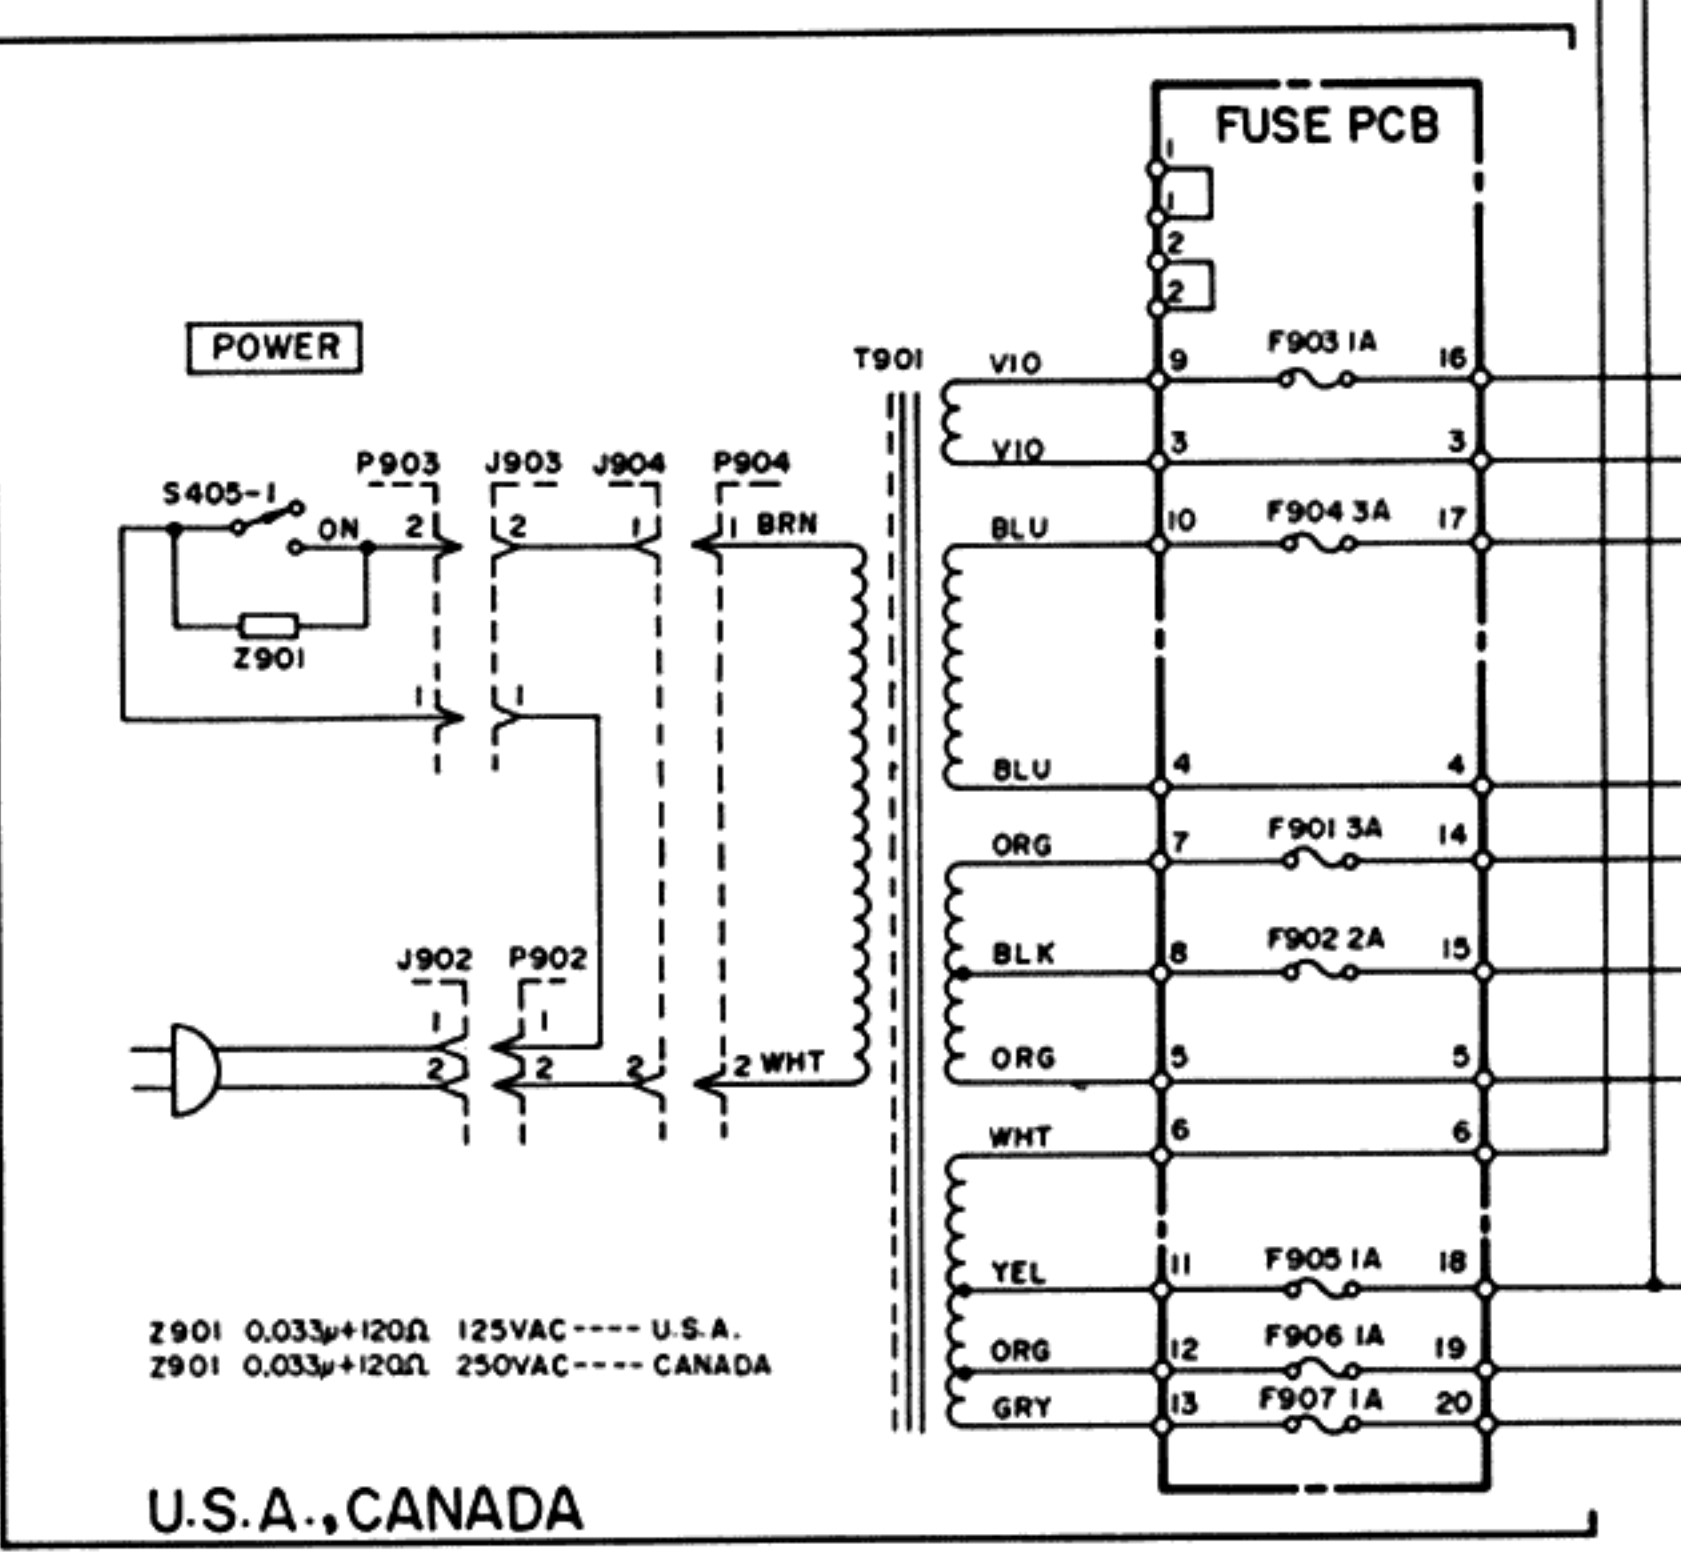 FUSE PCB
1
1
2
2
POWER
T901
VIO 9 F903 1A 16
VIO 3 3
P903 J903 J904 P904
S405-1
ON 2 2 1 1 BRN
BLU 10 F904 3A 17
Z901
1 1
BLU 4 4
ORG 7 F901 3A 14
J902 P902
BLK 8 F902 2A 15
1 1
2 2 2 2 WHT
ORG 5 5
WHT 6 6
YEL 11 F905 1A 18
Z901 0.033μ+120Ω 125VAC---- U.S.A.
Z901 0.033μ+120Ω 250VAC---- CANADA
ORG 12 F906 1A 19
GRY 13 F907 1A 20
U.S.A.,CANADA